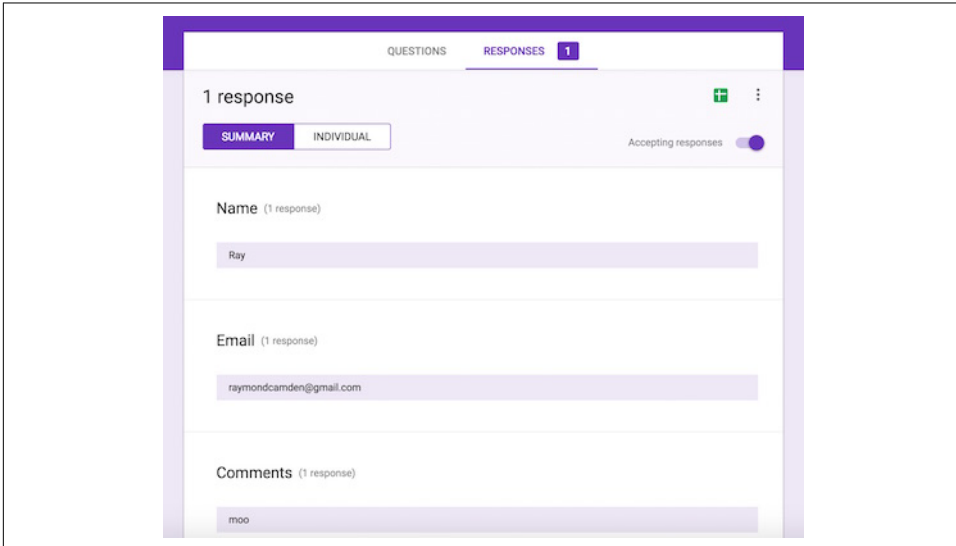 QUESTIONS RESPONSES 1
1 response
SUMMARY INDIVIDUAL
Accepting responses
Name (1 response)
Ray
Email (1 response)
raymondcamden@gmail.com
Comments (1 response)
moo